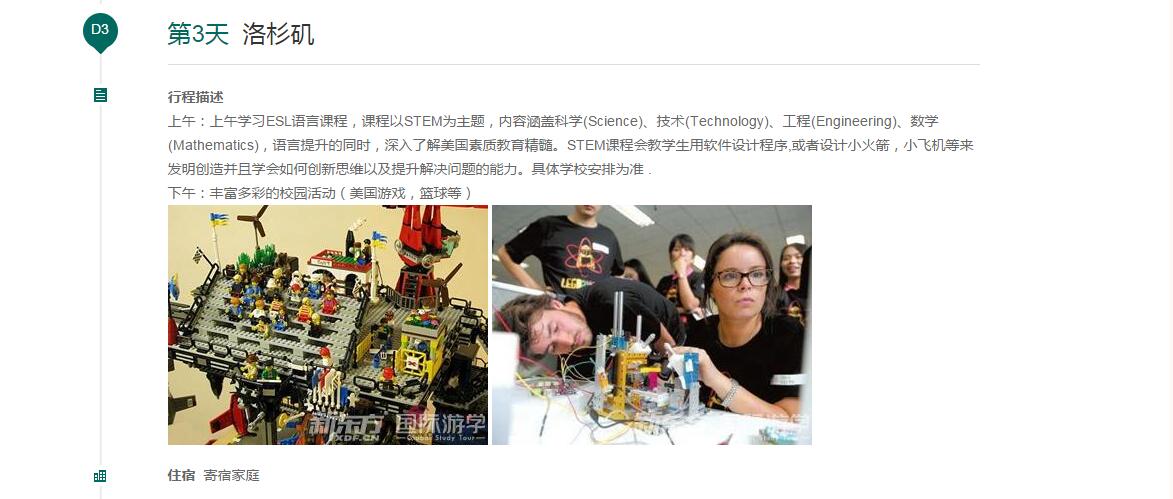 D3
第3天 洛杉矶
行程描述
上午：上午学习ESL语言课程，课程以STEM为主题，内容涵盖科学(Science)、技术(Technology)、工程(Engineering)、数学
(Mathematics)，语言提升的同时，深入了解美国素质教育精髓。STEM课程会教学生用软件设计程序,或者设计小火箭，小飞机等来
发明创造并且学会如何创新思维以及提升解决问题的能力。具体学校安排为准．
下午：丰富多彩的校园活动（美国游戏，篮球等）
新东方 国际游学
XDF.CN Global Study Tour
新东方 国际游学
住宿 寄宿家庭